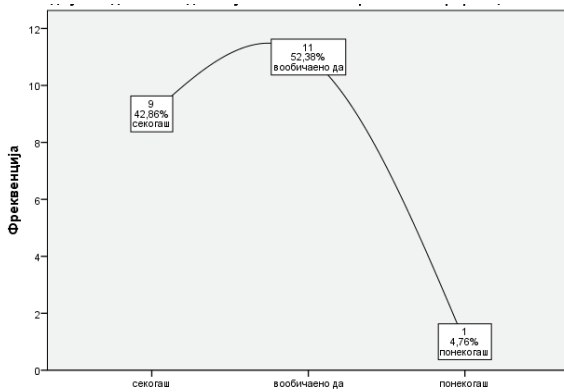 12
10
8
6
4
2
0
Фреквенција
9
42,86%
секогаш
11
52,38%
вообичаено да
1
4,76%
понекогаш
секогаш
вообичаено да
понекогаш